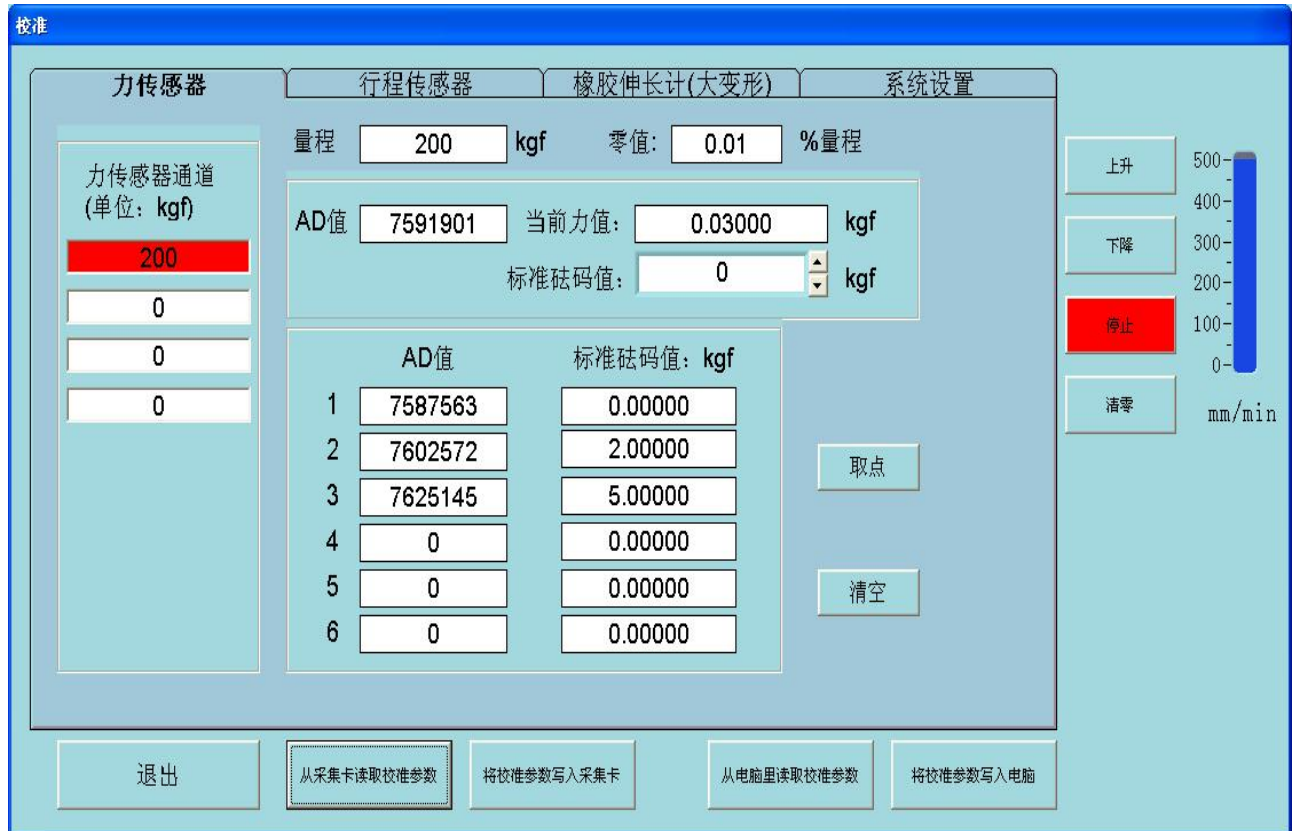 校准
力传感器 行程传感器 橡胶伸长计(大变形) 系统设置
力传感器通道
(单位：kgf)
200
0
0
0
量程 200 kgf 零值: 0.01 %量程
AD值 7591901 当前力值： 0.03000 kgf
标准砝码值： 0 kgf
AD值 标准砝码值：kgf
1 7587563 0.00000
2 7602572 2.00000
3 7625145 5.00000
4 0 0.00000
5 0 0.00000
6 0 0.00000
取点
清空
上升
下降
停止
清零
500
400
300
200
100
0
mm/min
退出 从采集卡读取校准参数 将校准参数写入采集卡 从电脑里读取校准参数 将校准参数写入电脑